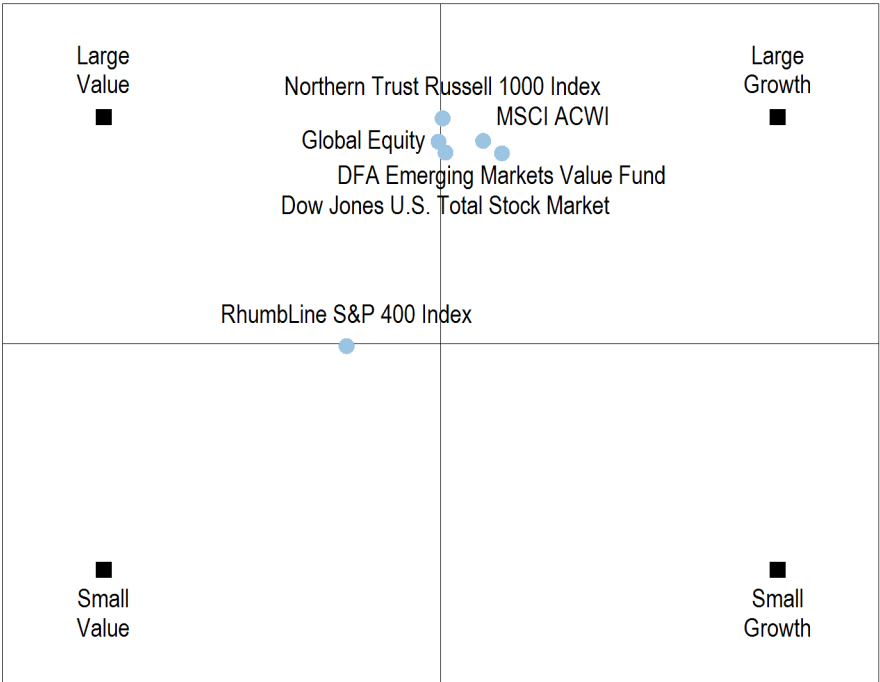 Large
Value
Large
Growth
Northern Trust Russell 1000 Index
MSCI ACWI
Global Equity
DFA Emerging Markets Value Fund
Dow Jones U.S. Total Stock Market
RhumbLine S&P 400 Index
Small
Value
Small
Growth